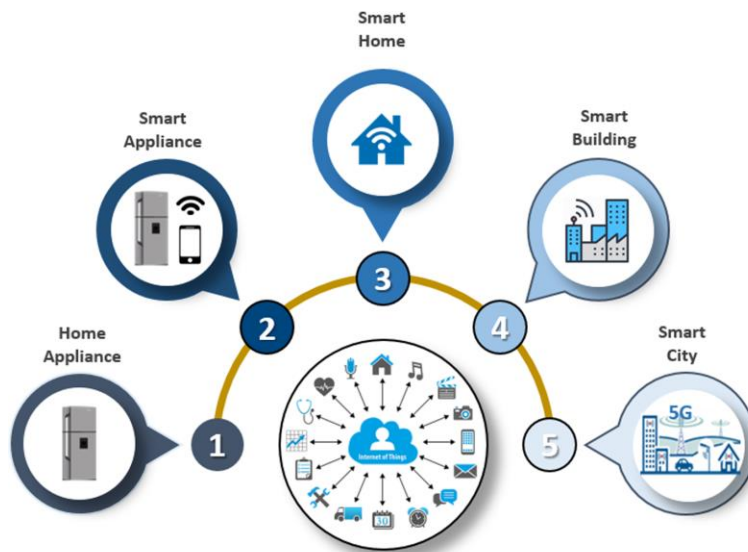 Smart
Home
Smart
Appliance
Smart
Building
3
2
4
Home
Appliance
Smart
City
1
Internet of Things
30
5
5G